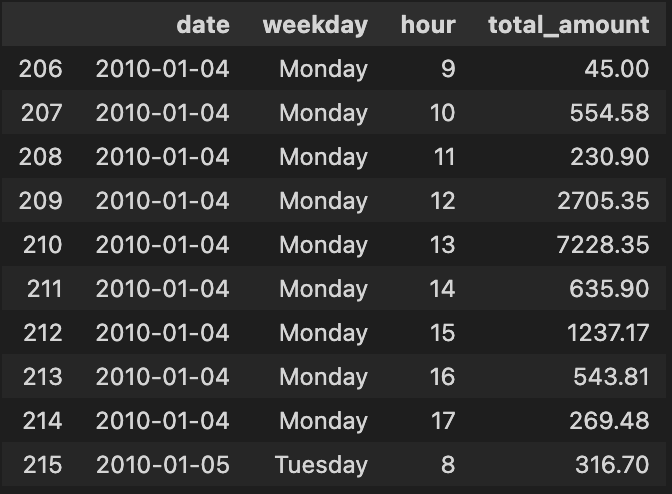 date weekday hour total_amount
206 2010-01-04 Monday 9 45.00
207 2010-01-04 Monday 10 554.58
208 2010-01-04 Monday 11 230.90
209 2010-01-04 Monday 12 2705.35
210 2010-01-04 Monday 13 7228.35
211 2010-01-04 Monday 14 635.90
212 2010-01-04 Monday 15 1237.17
213 2010-01-04 Monday 16 543.81
214 2010-01-04 Monday 17 269.48
215 2010-01-05 Tuesday 8 316.70